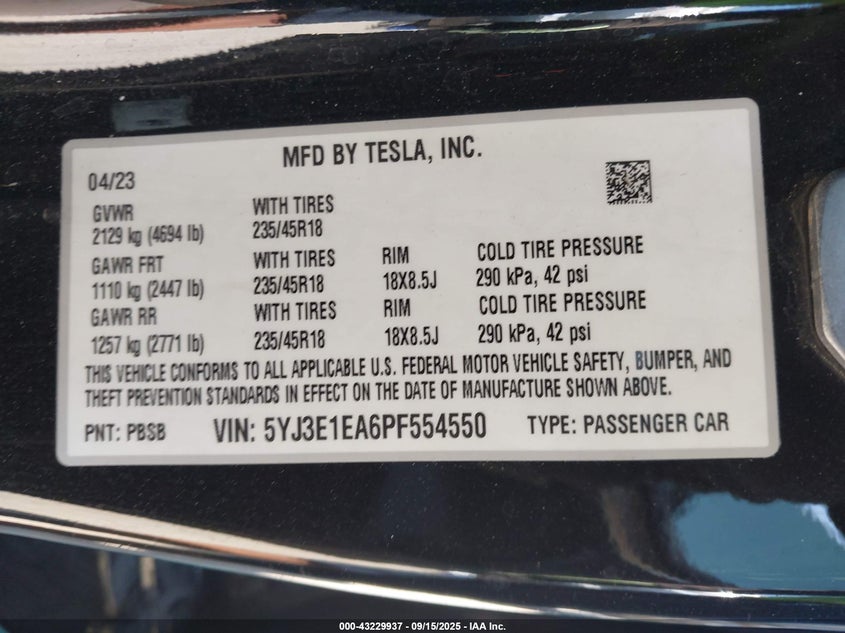 MFD BY TESLA, INC.
04/23
GVWR WITH TIRES
2129 kg (4694 lb) 235/45R18
GAWR FRT WITH TIRES RIM COLD TIRE PRESSURE
1110 kg (2447 lb) 235/45R18 18X8.5J 290 kPa, 42 psi
GAWR RR WITH TIRES RIM COLD TIRE PRESSURE
1257 kg (2771 lb) 235/45R18 18X8.5J 290 kPa, 42 psi
THIS VEHICLE CONFORMS TO ALL APPLICABLE U.S. FEDERAL MOTOR VEHICLE SAFETY, BUMPER, AND
THEFT PREVENTION STANDARDS IN EFFECT ON THE DATE OF MANUFACTURE SHOWN ABOVE.
PNT: PBSB VIN: 5YJ3E1EA6PF554550 TYPE: PASSENGER CAR
000-43229937 - 09/15/2025 - IAA Inc.